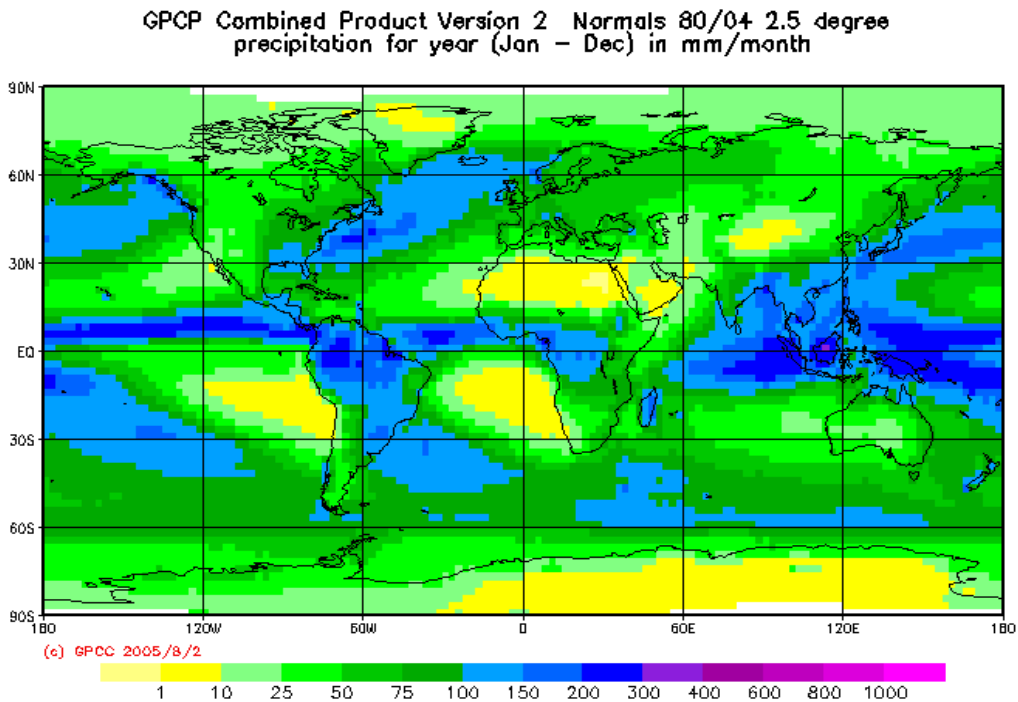 GPCP Combined Product Version 2 Normals 80/04 2.5 degree
precipitation for year (Jan – Dec) in mm/month
90N
60N
30N
EQ
30S
60S
90S
180 120W 60W 0 60E 120E 180
(c) GPCC 2005/8/2
1 10 25 50 75 100 150 200 300 400 600 800 1000